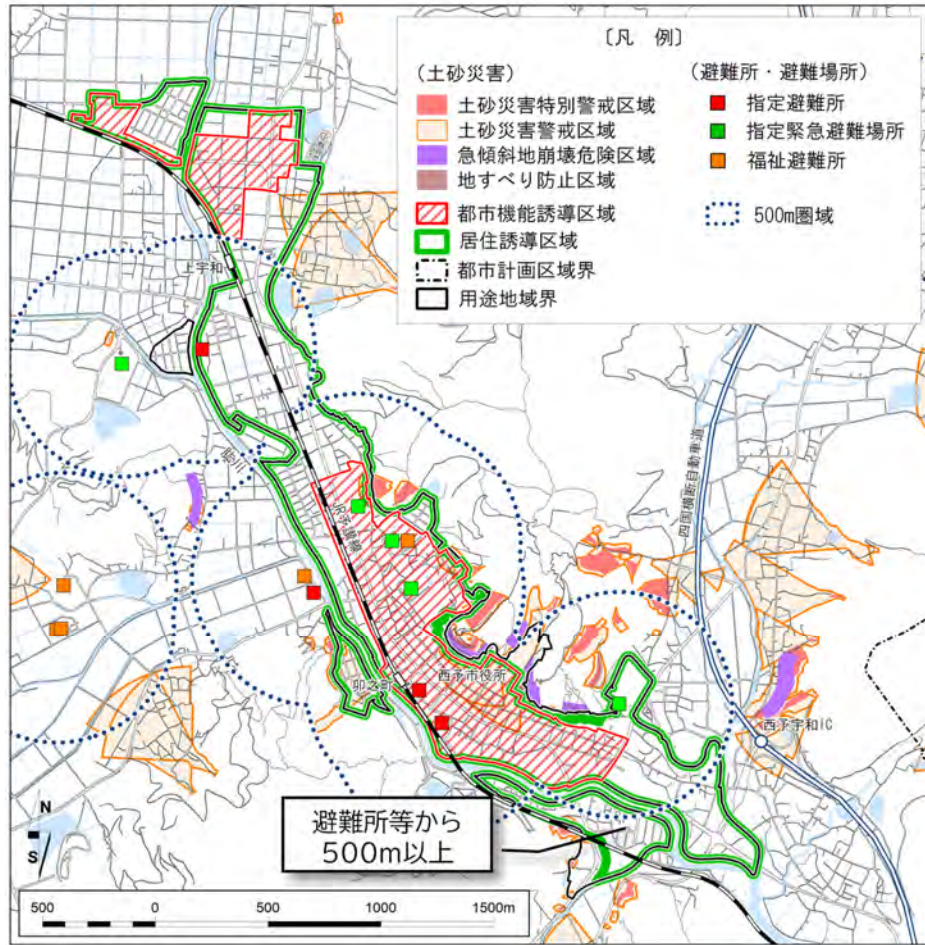 〔凡 例〕
（土砂災害）
土砂災害特別警戒区域
土砂災害警戒区域
急傾斜地崩壊危険区域
地すべり防止区域
都市機能誘導区域
居住誘導区域
都市計画区域界
用途地域界
（避難所・避難場所）
指定避難所
指定緊急避難場所
福祉避難所
500m圏域
上宇和
JR予讃線
四国横断自動車道
西予市役所
卯之町
西予宇和IC
避難所等から
500m以上
N
S
500 0 500 1000 1500m